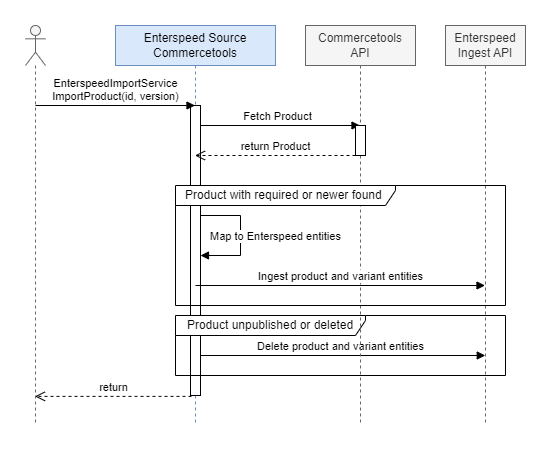 Enterspeed Source
Commercetools
Commercetools
API
Enterspeed
Ingest API
EnterspeedImportService
ImportProduct(id, version)
Fetch Product
return Product
Product with required or newer found
Map to Enterspeed entities
Ingest product and variant entities
Product unpublished or deleted
Delete product and variant entities
return